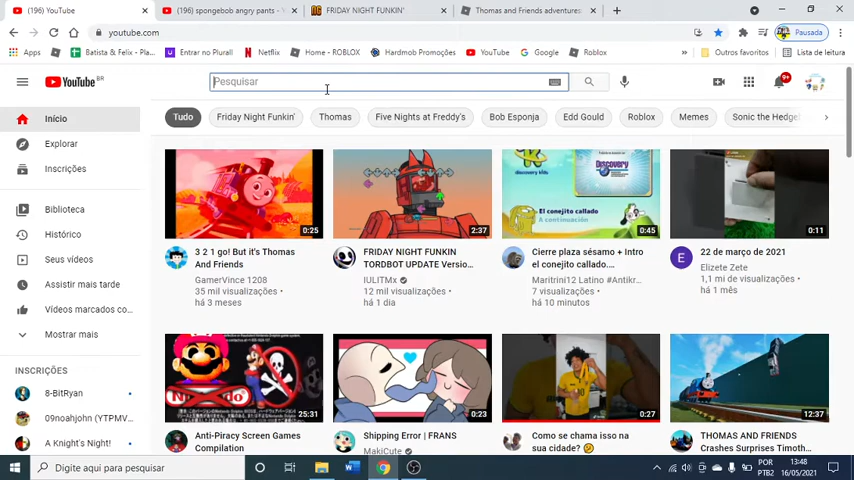 (196) YouTube
(196) spongebob angry pants - Y
FRIDAY NIGHT FUNKIN'
Thomas and Friends adventures
youtube.com
Pausada
Apps
Batista & Felix - Pla...
Entrar no Plurall
Netflix
Home - ROBLOX
Hardmob Promoções
YouTube
Google
Roblox
Outros favoritos
Lista de leitura
YouTube BR
Pesquisar
9+
Início
Explorar
Inscrições
Biblioteca
Histórico
Seus vídeos
Assistir mais tarde
Vídeos marcados co...
Mostrar mais
INSCRIÇÕES
8-BitRyan
09noahjohn (YTPMV...
A Knight's Night!
Tudo
Friday Night Funkin'
Thomas
Five Nights at Freddy's
Bob Esponja
Edd Gould
Roblox
Memes
Sonic the Hedgeh
0:25
2:37
discovery kids
Discovery
El conejito callado
A continuación
0:45
0:11
3 2 1 go! But it's Thomas
And Friends
GamerVince 1208
35 mil visualizações •
há 3 meses
FRIDAY NIGHT FUNKIN
TORDBOT UPDATE Versio...
IULITMx
12 mil visualizações •
há 1 dia
Cierre plaza sésamo + Intro
el conejito callado....
Maritrini12 Latino #Antikr...
7 visualizações •
há 10 minutos
22 de março de 2021
Elizete Zete
1,1 mi de visualizações •
há 1 mês
25:31
0:23
0:27
12:37
Anti-Piracy Screen Games
Compilation
Shipping Error | FRANS
MakiCute
Como se chama isso na
sua cidade?
THOMAS AND FRIENDS
Crashes Surprises Timoth...
Digite aqui para pesquisar
POR
PTB2
13:48
16/05/2021